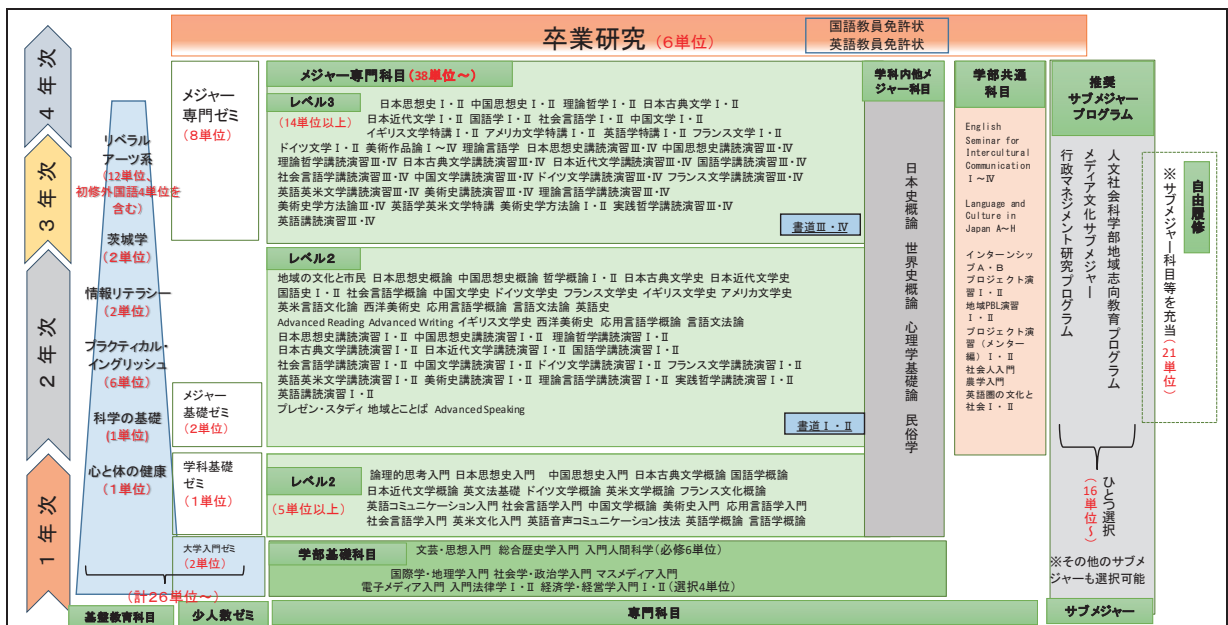 卒業研究（6単位）
国語教員免許状
英語教員免許状
4年次
3年次
2年次
1年次
リベラル
アーツ系
(12単位、
初修外国語4単位を
含む)
茨城学
(2単位)
情報リテラシー
(2単位)
プラクティカル・
イングリッシュ
(6単位)
科学の基礎
(1単位)
心と体の健康
(1単位)
(計26単位～)
基盤教育科目
メジャー
専門ゼミ
(8単位)
メジャー
基礎ゼミ
(2単位)
学科基礎
ゼミ
(1単位)
大学入門ゼミ
(2単位)
少人数ゼミ
メジャー専門科目(38単位～)
レベル3
(14単位以上)
日本思想史Ⅰ・Ⅱ 中国思想史Ⅰ・Ⅱ 理論哲学Ⅰ・Ⅱ 日本古典文学Ⅰ・Ⅱ
日本近代文学Ⅰ・Ⅱ 国語学Ⅰ・Ⅱ 社会言語学Ⅰ・Ⅱ 中国文学Ⅰ・Ⅱ
イギリス文学特講Ⅰ・Ⅱ アメリカ文学特講Ⅰ・Ⅱ 英語学特講Ⅰ・Ⅱ フランス文学Ⅰ・Ⅱ
ドイツ文学Ⅰ・Ⅱ 美術作品論Ⅰ～Ⅳ 理論言語学 日本思想史講読演習Ⅲ・Ⅳ 中国思想史講読演習Ⅲ・Ⅳ
理論哲学講読演習Ⅲ・Ⅳ 日本古典文学講読演習Ⅲ・Ⅳ 日本近代文学講読演習Ⅲ・Ⅳ 国語学講読演習Ⅲ・Ⅳ
社会言語学講読演習Ⅲ・Ⅳ 中国文学講読演習Ⅲ・Ⅳ ドイツ文学講読演習Ⅲ・Ⅳ フランス文学講読演習Ⅲ・Ⅳ
英語英米文学講読演習Ⅲ・Ⅳ 美術史講読演習Ⅲ・Ⅳ 理論言語学講読演習Ⅲ・Ⅳ
美術史学方法論Ⅲ・Ⅳ 英語学英米文学特講 美術史学方法論Ⅰ・Ⅱ 実践哲学講読演習Ⅲ・Ⅳ
英語講読演習Ⅲ・Ⅳ
書道Ⅲ・Ⅳ
レベル2
地域の文化と市民 日本思想史概論 中国思想史概論 哲学概論Ⅰ・Ⅱ 日本古典文学史 日本近代文学史
国語史Ⅰ・Ⅱ 社会言語学概論 中国文学史 ドイツ文学史 フランス文学史 イギリス文学史 アメリカ文学史
英米言語文化論 西洋美術史 応用言語学概論 言語文法論 英語史
Advanced Reading Advanced Writing イギリス文学史 西洋美術史 応用言語学概論 言語文法論
日本思想史講読演習Ⅰ・Ⅱ 中国思想史講読演習Ⅰ・Ⅱ 理論哲学講読演習Ⅰ・Ⅱ
日本古典文学講読演習Ⅰ・Ⅱ 日本近代文学講読演習Ⅰ・Ⅱ 国語学講読演習Ⅰ・Ⅱ
社会言語学講読演習Ⅰ・Ⅱ 中国文学講読演習Ⅰ・Ⅱ ドイツ文学講読演習Ⅰ・Ⅱ フランス文学講読演習Ⅰ・Ⅱ
英語英米文学講読演習Ⅰ・Ⅱ 美術史講読演習Ⅰ・Ⅱ 理論言語学講読演習Ⅰ・Ⅱ 実践哲学講読演習Ⅰ・Ⅱ
英語講読演習Ⅰ・Ⅱ
プレゼン・スタディ 地域とことば Advanced Speaking
書道Ⅰ・Ⅱ
レベル2
(5単位以上)
論理的思考入門 日本思想史入門 中国思想史入門 日本古典文学概論 国語学概論
日本近代文学概論 英文法基礎 ドイツ文学概論 英米文学概論 フランス文化概論
英語コミュニケーション入門 社会言語学入門 中国文学概論 美術史入門 応用言語学入門
社会言語学入門 英米文化入門 英語音声コミュニケーション技法 英語学概論 言語学概論
学部基礎科目
文芸・思想入門 総合歴史学入門 入門人間科学(必修6単位)
国際学・地理学入門 社会学・政治学入門 マスメディア入門
電子メディア入門 入門法律学Ⅰ・Ⅱ 経済学・経営学入門Ⅰ・Ⅱ(選択4単位)
専門科目
学科内他メ
ジャー科目
日本史概論 世界史概論 心理学基礎論 民俗学
学部共通
科目
English
Seminar for
Intercultural
Communication
Ⅰ～Ⅳ
Language and
Culture in
Japan A～H
インターンシッ
プA・B
プロジェクト演
習Ⅰ・Ⅱ
地域PBL演習
Ⅰ・Ⅱ
プロジェクト演
習（メンター
編）Ⅰ・Ⅱ
社会人入門
農学入門
英語圏の文化と
社会Ⅰ・Ⅱ
推奨
サブメジャー
プログラム
人文社会科学部地域志向教育プログラム
メディア文化サブメジャー
行政マネジメント研究プログラム
ひとつ選択
(16単位～)
※その他のサブメ
ジャーも選択可能
サブメジャー
自由履修
※サブメジャー科目等を充当(21単位)